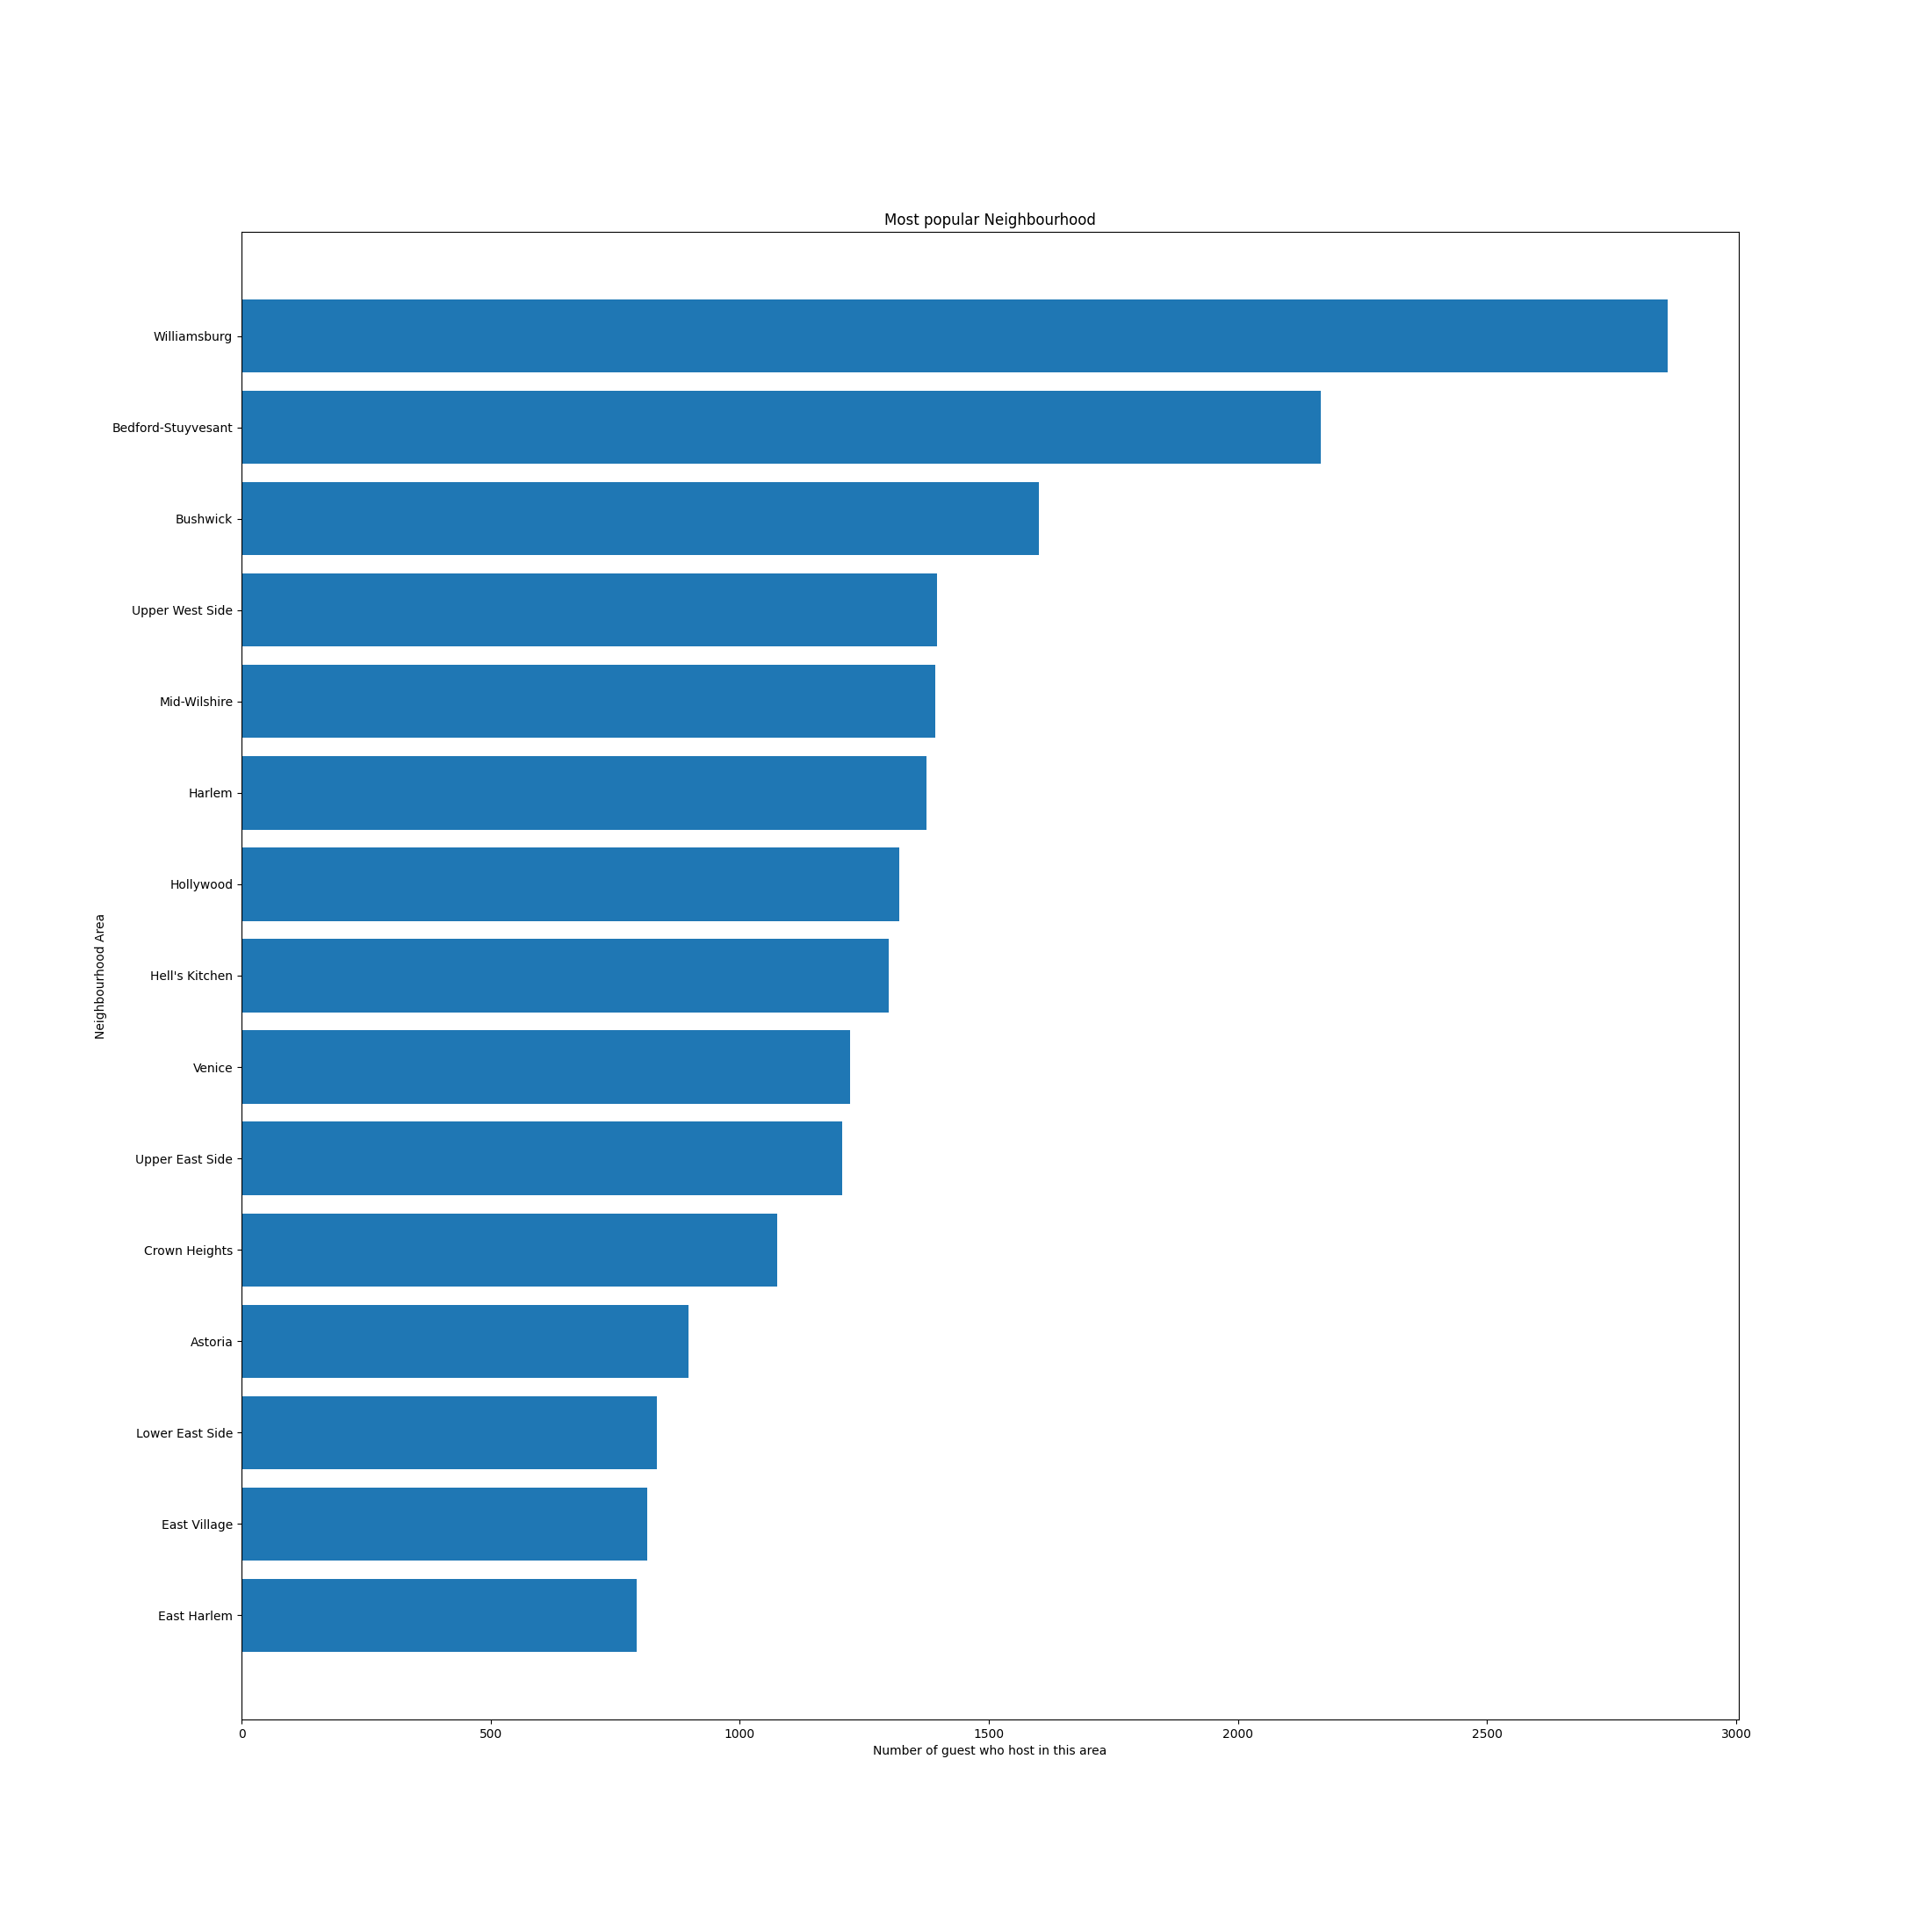 Most popular Neighbourhood
Williamsburg
Bedford-Stuyvesant
Bushwick
Upper West Side
Mid-Wilshire
Harlem
Hollywood
Hell's Kitchen
Venice
Upper East Side
Crown Heights
Astoria
Lower East Side
East Village
East Harlem
Neighbourhood Area
0 500 1000 1500 2000 2500 3000
Number of guest who host in this area